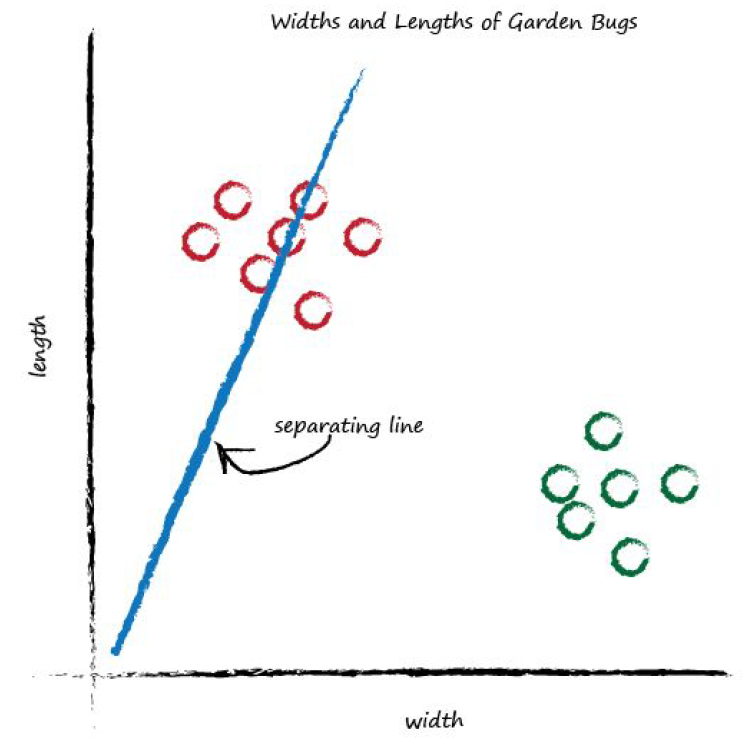 Widths and Lengths of Garden Bugs
length
separating line
width